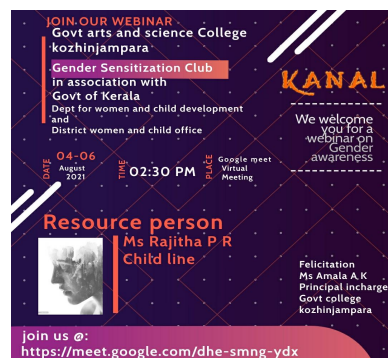 JOIN OUR WEBINAR
Govt arts and science College
kozhinjampara
Gender Sensitization Club
in association with
Govt of Kerala
Dept for women and child development
and
District women and child office
KANAL
We welcome
you for a
webinar on
Gender
awareness
DATE
04-06
August
2021
TIME
02:30 PM
PLACE
Google meet
Virtual
Meeting
Resource person
Ms Rajitha P R
Child line
Felicitation
Ms Amala A.K
Principal incharge
Govt college
kozhinjampara
join us @:
https://meet.google.com/dhe-smng-ydx